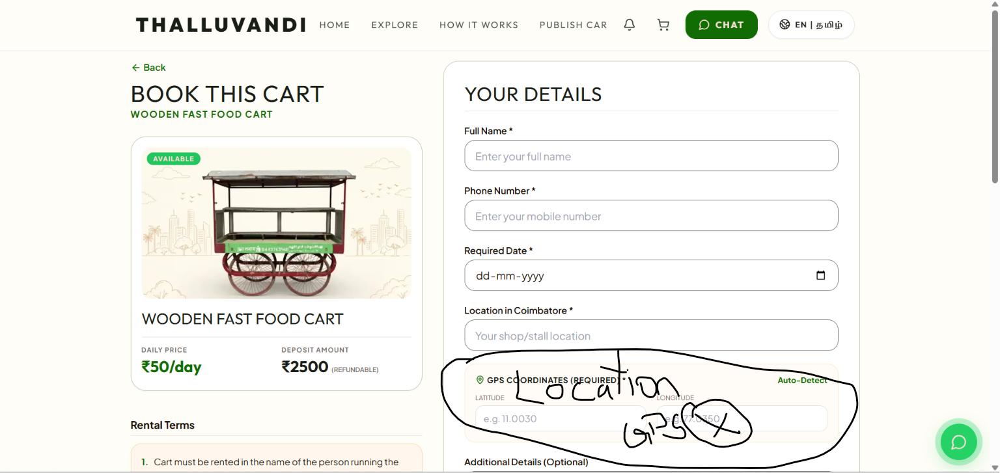 THALLUVANDI
HOME
EXPLORE
HOW IT WORKS
PUBLISH CAR
CHAT
EN | தமிழ்
← Back
BOOK THIS CART
WOODEN FAST FOOD CART
AVAILABLE
WOODEN FAST FOOD CART
DAILY PRICE
₹50/day
DEPOSIT AMOUNT
₹2500 (REFUNDABLE)
Rental Terms
1. Cart must be rented in the name of the person running the
YOUR DETAILS
Full Name *
Enter your full name
Phone Number *
Enter your mobile number
Required Date *
dd-mm-yyyy
Location in Coimbatore *
Your shop/stall location
GPS COORDINATES (REQUIRED) *
Auto-Detect
Location
LATITUDE
LONGITUDE
e.g. 11.0030
e.g. 77.0350
GPS X
Additional Details (Optional)